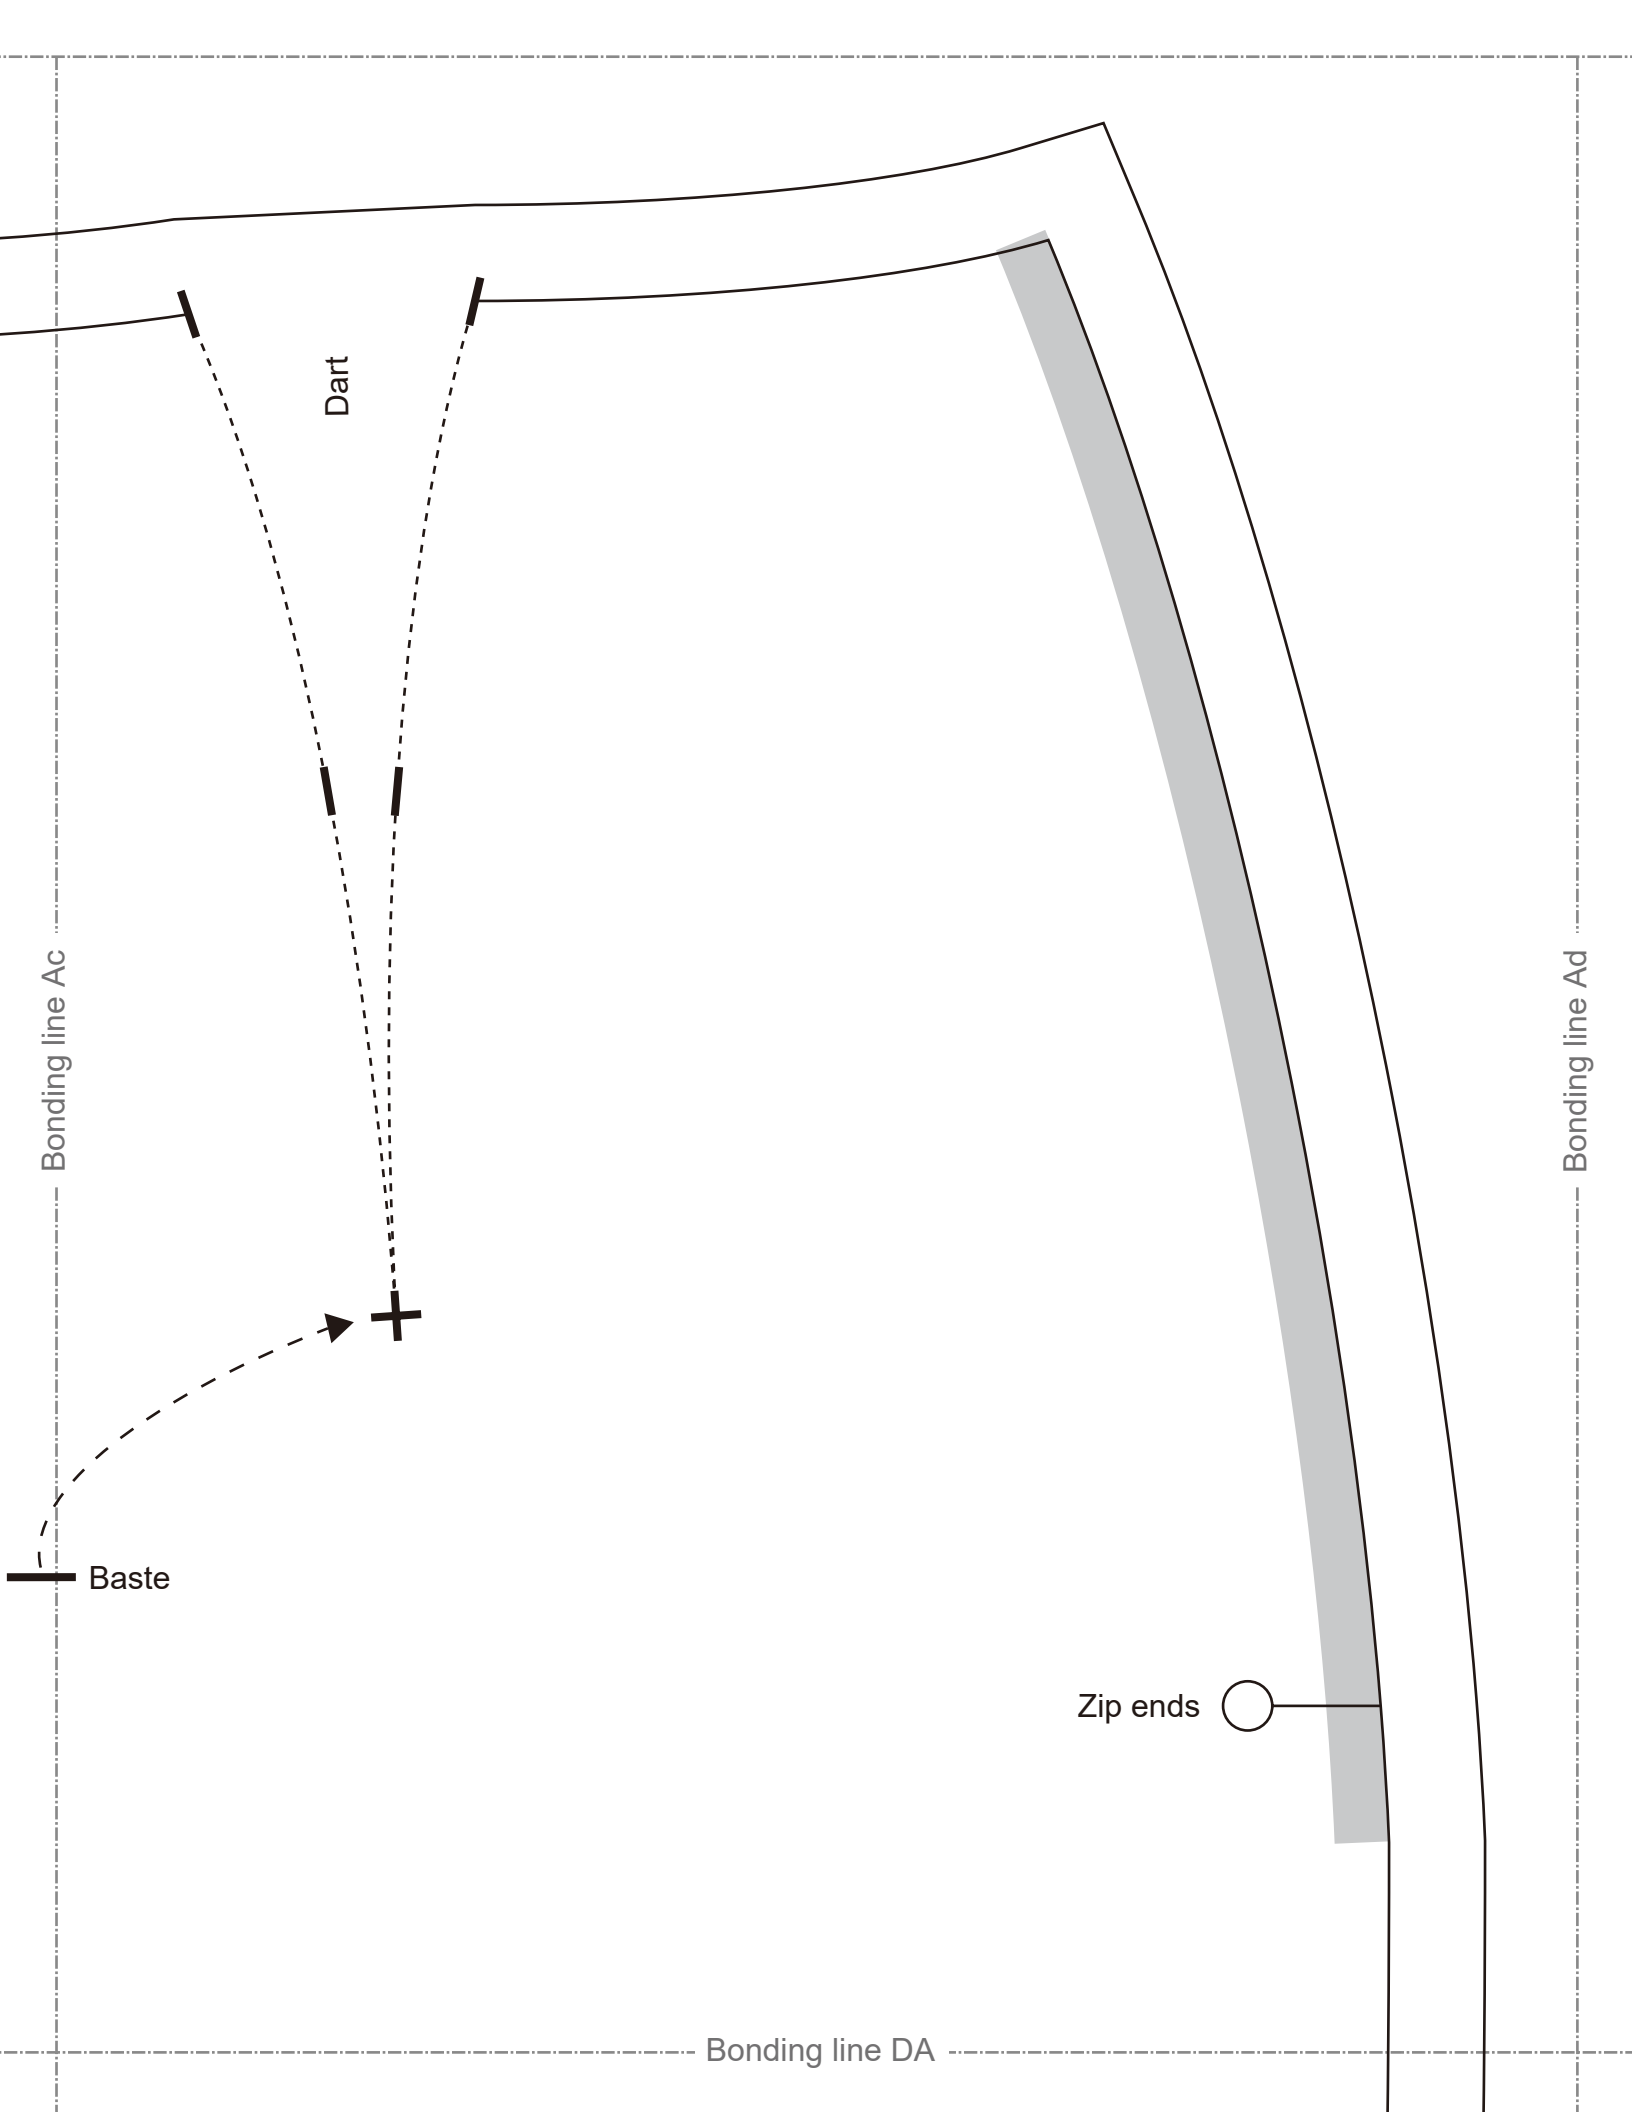 Dart
Bonding line Ac
Bonding line Ad
Baste
Zip ends
Bonding line DA